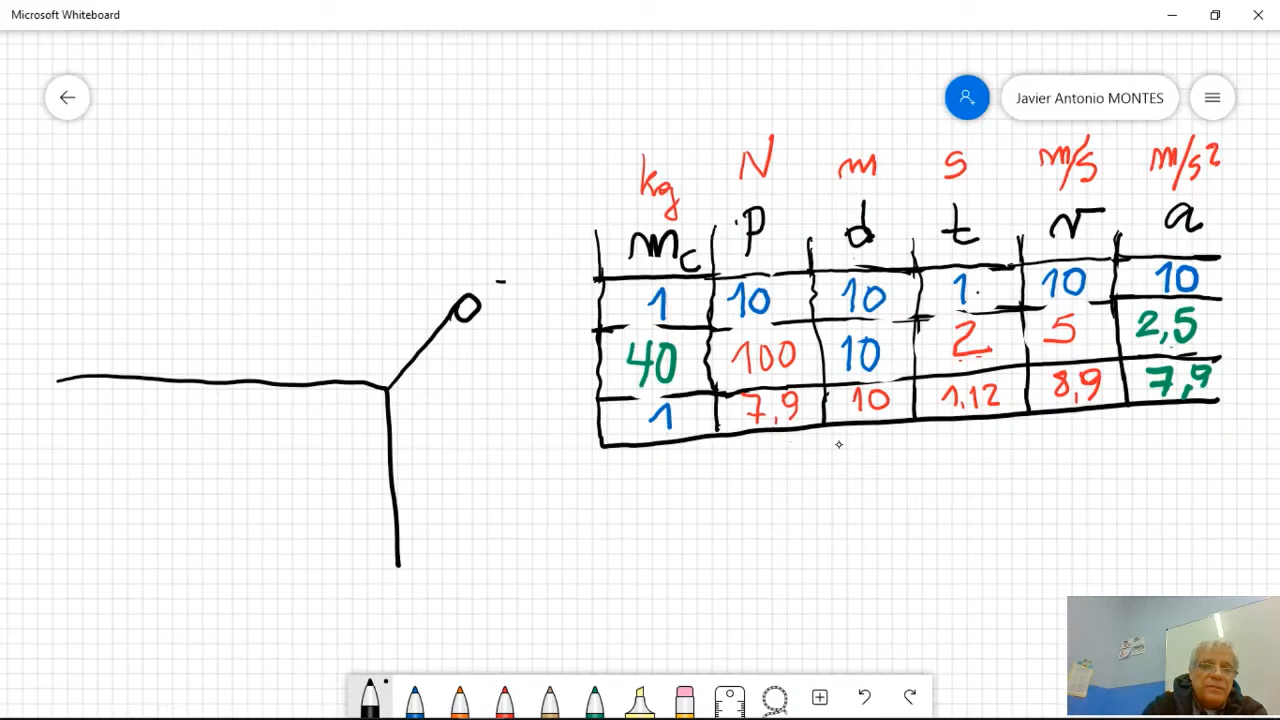 Microsoft Whiteboard
Javier Antonio MONTES
kg N m s m/s m/s²
mc P d t v a
1 10 10 1 10 10
40 100 10 2 5 2,5
1 7,9 10 1,12 8,9 7,9